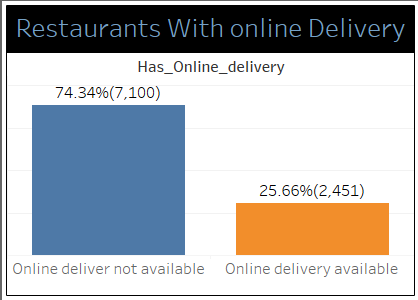 Restaurants With online Delivery
Has_Online_delivery
74.34%(7,100)
25.66%(2,451)
Online deliver not available
Online delivery available